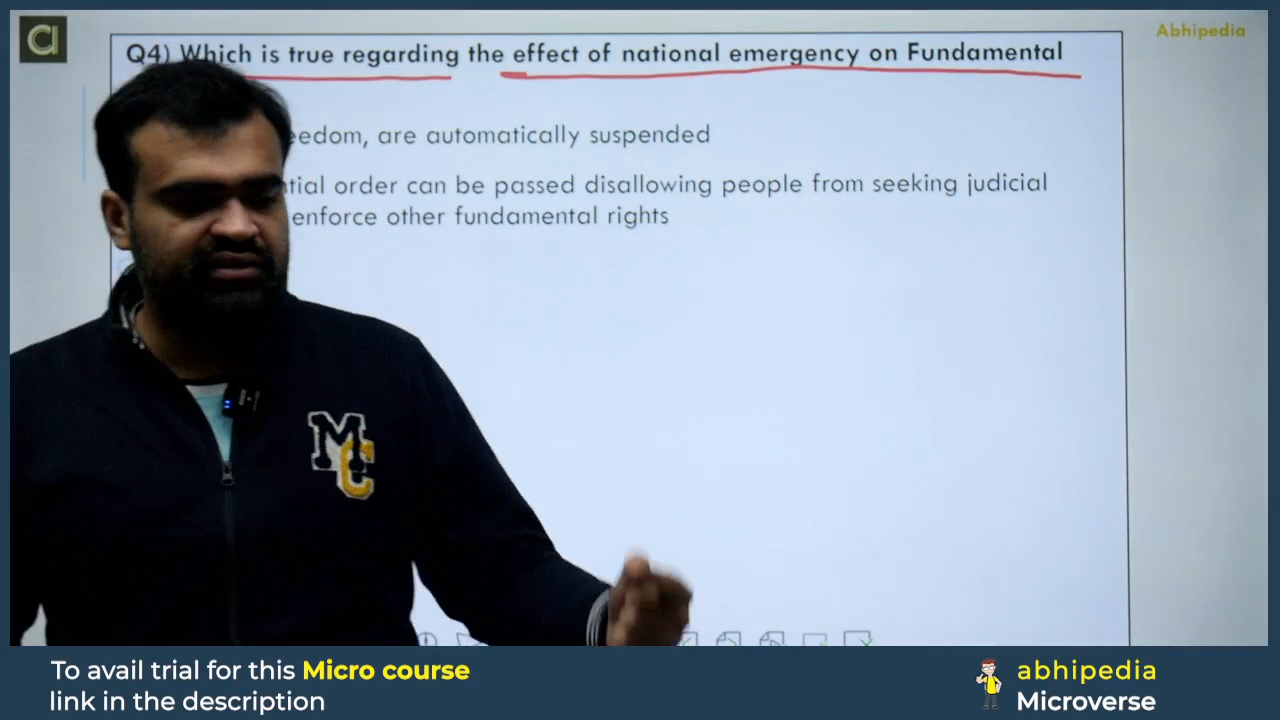 a
Abhipedia
Q4) Which is true regarding the effect of national emergency on Fundamental
eedom, are automatically suspended
ntial order can be passed disallowing people from seeking judicial
enforce other fundamental rights
MC
To avail trial for this Micro course
link in the description
abhipedia
Microverse